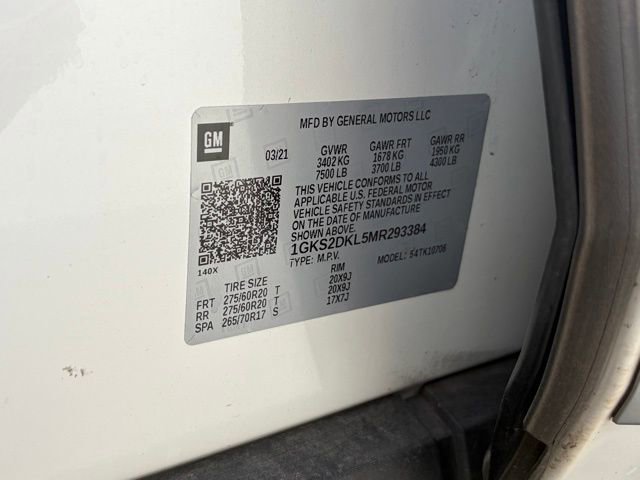 GM
MFD BY GENERAL MOTORS LLC
03/21 GVWR GAWR FRT GAWR RR
3402 KG 1678 KG 1950 KG
7500 LB 3700 LB 4300 LB
THIS VEHICLE CONFORMS TO ALL
APPLICABLE U.S. FEDERAL MOTOR
VEHICLE SAFETY STANDARDS IN EFFECT
ON THE DATE OF MANUFACTURE
SHOWN ABOVE.
1GKS2DKL5MR293384
TYPE: M.P.V. MODEL: 54TK10706
140X
TIRE SIZE RIM
FRT 275/60R20 T 20X9J
RR 275/60R20 T 20X9J
SPA 265/70R17 S 17X7J